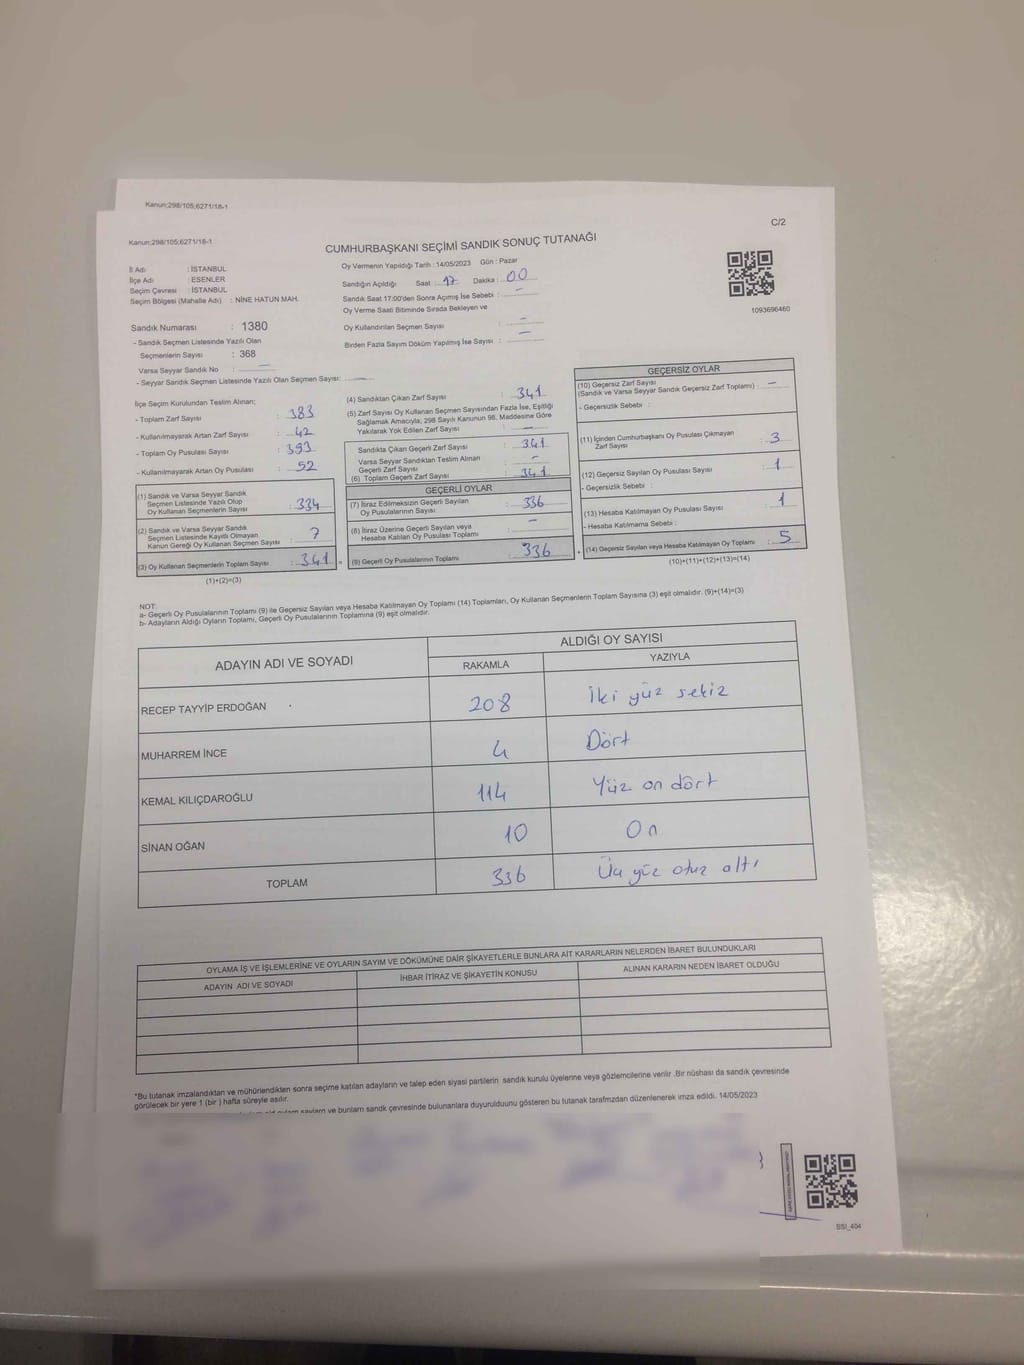 Kanun;298/105;6271/18-1
Kanun;298/105;6271/18-1
C/2
CUMHURBAŞKANI SEÇİMİ SANDIK SONUÇ TUTANAĞI
İl Adı : İSTANBUL
İlçe Adı : ESENLER
Seçim Çevresi : İSTANBUL
Seçim Bölgesi (Mahalle Adı) : NİNE HATUN MAH.
Oy Vermenin Yapıldığı Tarih : 14/05/2023 Gün : Pazar
Sandığın Açıldığı Saat : 17 Dakika : 00
Sandık Saat 17:00'den Sonra Açımış İse Sebebi : –
Oy Verme Saati Bitiminde Sırada Bekleyen ve
Oy Kullandırılan Seçmen Sayısı : –
Birden Fazla Sayım Döküm Yapılmış İse Sayısı : –
1093696460
Sandık Numarası : 1380
- Sandık Seçmen Listesinde Yazılı Olan
Seçmenlerin Sayısı : 368
Varsa Seyyar Sandık No : –
- Seyyar Sandık Seçmen Listesinde Yazılı Olan Seçmen Sayısı: –
İlçe Seçim Kurulundan Teslim Alınan;
- Toplam Zarf Sayısı : 383
- Kullanılmayarak Artan Zarf Sayısı : 42
- Toplam Oy Pusulası Sayısı : 393
- Kullanılmayarak Artan Oy Pusulası : 52
(1) Sandık ve Varsa Seyyar Sandık
Seçmen Listesinde Yazılı Olup
Oy Kullanan Seçmenlerin Sayısı : 334
(2) Sandık ve Varsa Seyyar Sandık
Seçmen Listesinde Kayıtlı Olmayan
Kanun Gereği Oy Kullanan Seçmen Sayısı : 7
(3) Oy Kullanan Seçmenlerin Toplam Sayısı : 341 =
(1)+(2)=(3)
(4) Sandıktan Çıkan Zarf Sayısı : 341
(5) Zarf Sayısı Oy Kullanan Seçmen Sayısından Fazla İse, Eşitliği
Sağlamak Amacıyla; 298 Sayılı Kanunun 98. Maddesine Göre
Yakılarak Yok Edilen Zarf Sayısı : –
Sandıkta Çıkan Geçerli Zarf Sayısı : 341
Varsa Seyyar Sandıktan Teslim Alınan
Geçerli Zarf Sayısı : –
(6) Toplam Geçerli Zarf Sayısı : 341
GEÇERLİ OYLAR
(7) İtiraz Edilmeksizin Geçerli Sayılan
Oy Pusulalarının Sayısı : 336
(8) İtiraz Üzerine Geçerli Sayılan veya
Hesaba Katılan Oy Pusulası Toplamı : –
(9) Geçerli Oy Pusulalarının Toplamı : 336 +
GEÇERSİZ OYLAR
(10) Geçersiz Zarf Sayısı
(Sandık ve Varsa Seyyar Sandık Geçersiz Zarf Toplamı) : –
- Geçersizlik Sebebi :
(11) İçinden Cumhurbaşkanı Oy Pusulası Çıkmayan
Zarf Sayısı : 3
(12) Geçersiz Sayılan Oy Pusulası Sayısı : 1
- Geçersizlik Sebebi :
(13) Hesaba Katılmayan Oy Pusulası Sayısı : 1
- Hesaba Katılmama Sebebi :
(14) Geçersiz Sayılan veya Hesaba Katılmayan Oy Toplamı : 5
(10)+(11)+(12)+(13)=(14)
NOT:
a- Geçerli Oy Pusulalarının Toplamı (9) ile Geçersiz Sayılan veya Hesaba Katılmayan Oy Toplamı (14) Toplamları, Oy Kullanan Seçmenlerin Toplam Sayısına (3) eşit olmalıdır. (9)+(14)=(3)
b- Adayların Aldığı Oyların Toplamı, Geçerli Oy Pusulalarının Toplamına (9) eşit olmalıdır.
ADAYIN ADI VE SOYADI
ALDIĞI OY SAYISI
RAKAMLA YAZIYLA
RECEP TAYYİP ERDOĞAN 208 İki yüz sekiz
MUHARREM İNCE 4 Dört
KEMAL KILIÇDAROĞLU 114 Yüz on dört
SİNAN OĞAN 10 On
TOPLAM 336 Üç yüz otuz altı
OYLAMA İŞ VE İŞLEMLERİNE VE OYLARIN SAYIM VE DÖKÜMÜNE DAİR ŞİKAYETLERLE BUNLARA AİT KARARLARIN NELERDEN İBARET BULUNDUKLARI
ADAYIN ADI VE SOYADI İHBAR İTİRAZ VE ŞİKAYETİN KONUSU ALINAN KARARIN NEDEN İBARET OLDUĞU
*Bu tutanak imzalandıktan ve mühürlendikten sonra seçime katılan adayların ve talep eden siyasi partilerin sandık kurulu üyelerine veya gözlemcilerine verilir .Bir nüshası da sandık çevresinde
görülecek bir yere 1 (bir ) hafta süreyle asılır.
ve bunların sandık çevresinde bulunanlara duyurulduunu gösteren bu tutanak tarafmzdan düzenlenerek imza edildi. 14/05/2023
SSI_404